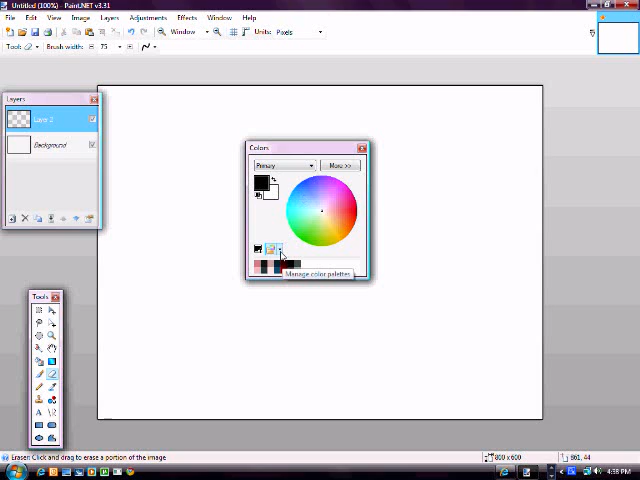 Untitled (100%) - Paint.NET v3.31
File Edit View Image Layers Adjustments Effects Window Help
Window Units: Pixels
Tool: Brush width: 75
Layers
Layer 2
Background
Colors
Primary More >>
Manage color palettes
Tools
Eraser: Click and drag to erase a portion of the image 800 x 600 861, 44
4:38 PM